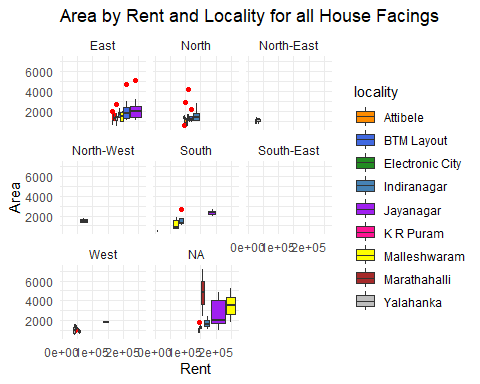 Area by Rent and Locality for all House Facings
East North North-East
6000
4000
2000
North-West South South-East
6000
4000
2000
0e+00 1e+05 2e+05
West NA
6000
4000
2000
0e+00 1e+05 2e+05 0e+00 1e+05 2e+05
Area
Rent
locality
Attibele
BTM Layout
Electronic City
Indiranagar
Jayanagar
K R Puram
Malleshwaram
Marathahalli
Yalahanka